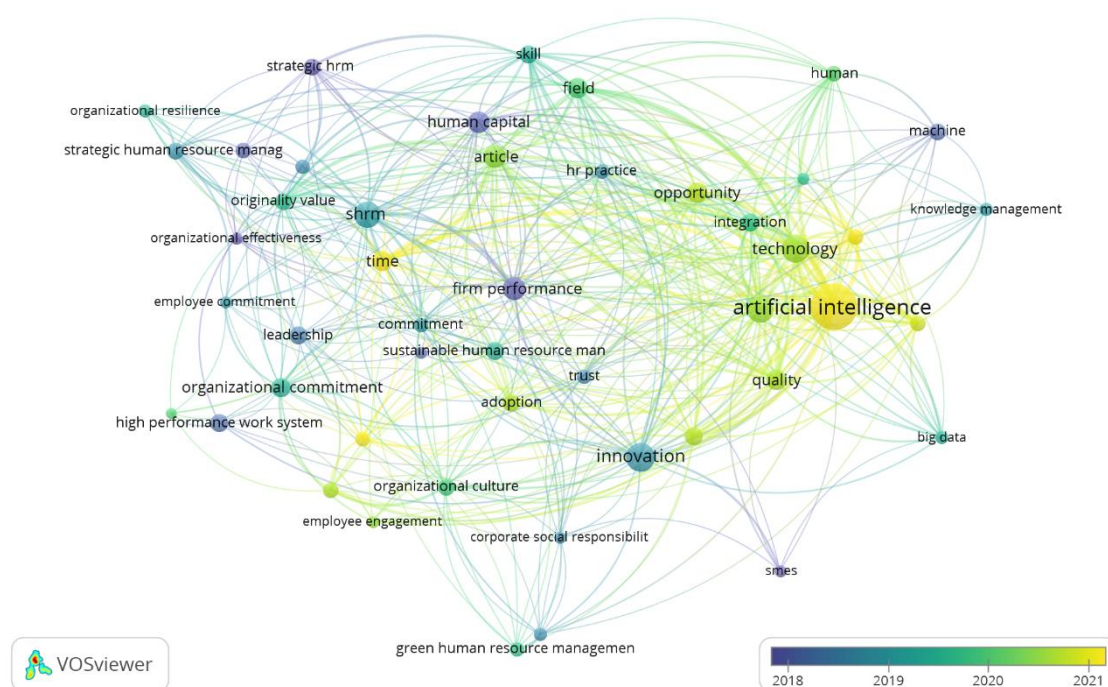 skill
strategic hrm
human
field
organizational resilience
human capital
machine
strategic human resource manag
article
hr practice
opportunity
originality value
knowledge management
shrm
integration
organizational effectiveness
technology
time
firm performance
employee commitment
artificial intelligence
commitment
leadership
sustainable human resource man
trust
quality
organizational commitment
adoption
high performance work system
big data
innovation
organizational culture
employee engagement
corporate social responsibilit
smes
green human resource managemen
VOSviewer
2018 2019 2020 2021